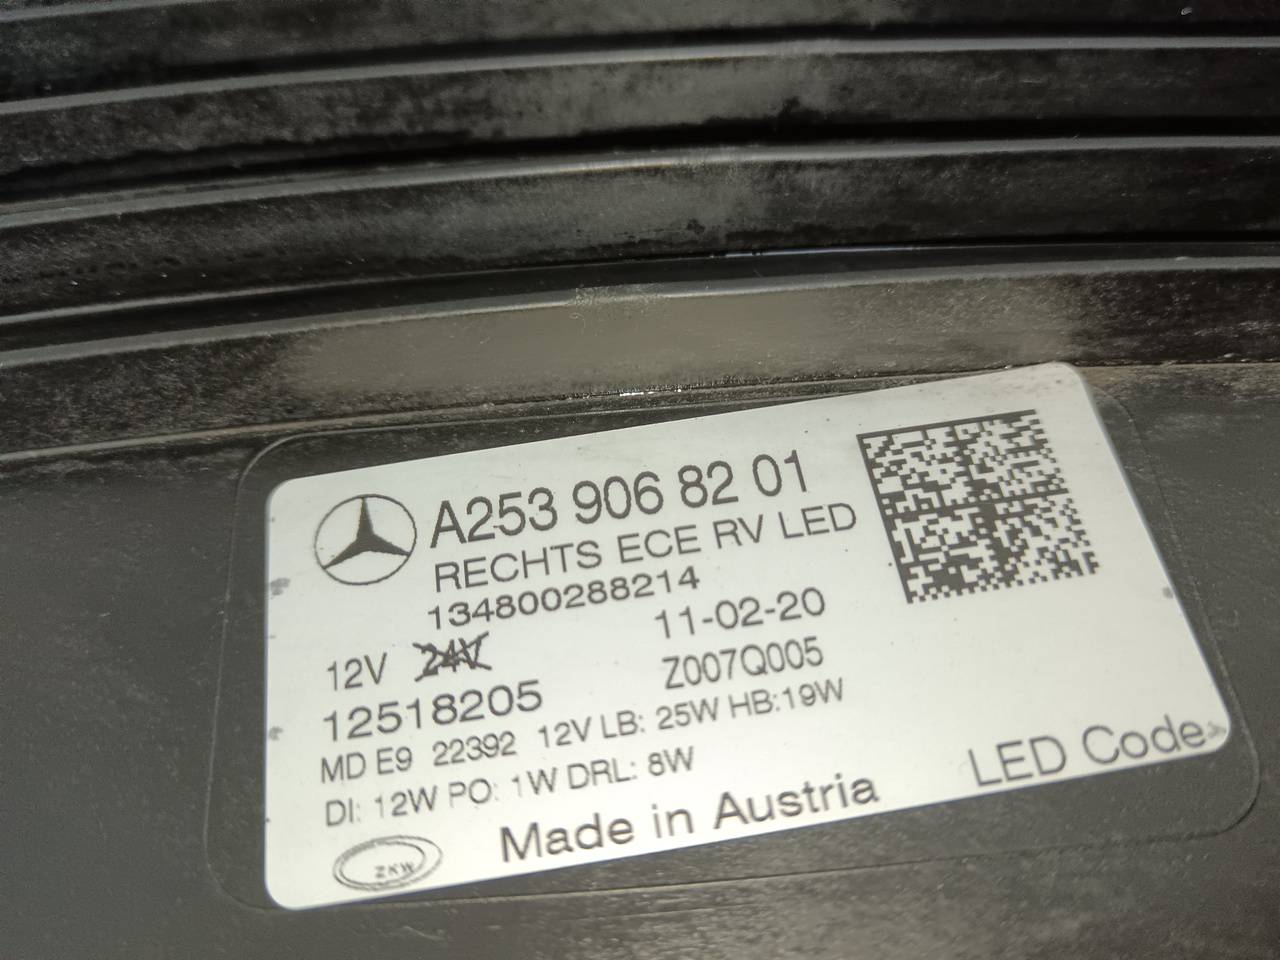 A253 906 82 01
RECHTS ECE RV LED
134800288214
12V 24V 11-02-20
12518205 Z007Q005
MD E9 22392 12V LB: 25W HB:19W
DI: 12W PO: 1W DRL: 8W
ZKW Made in Austria LED Code>